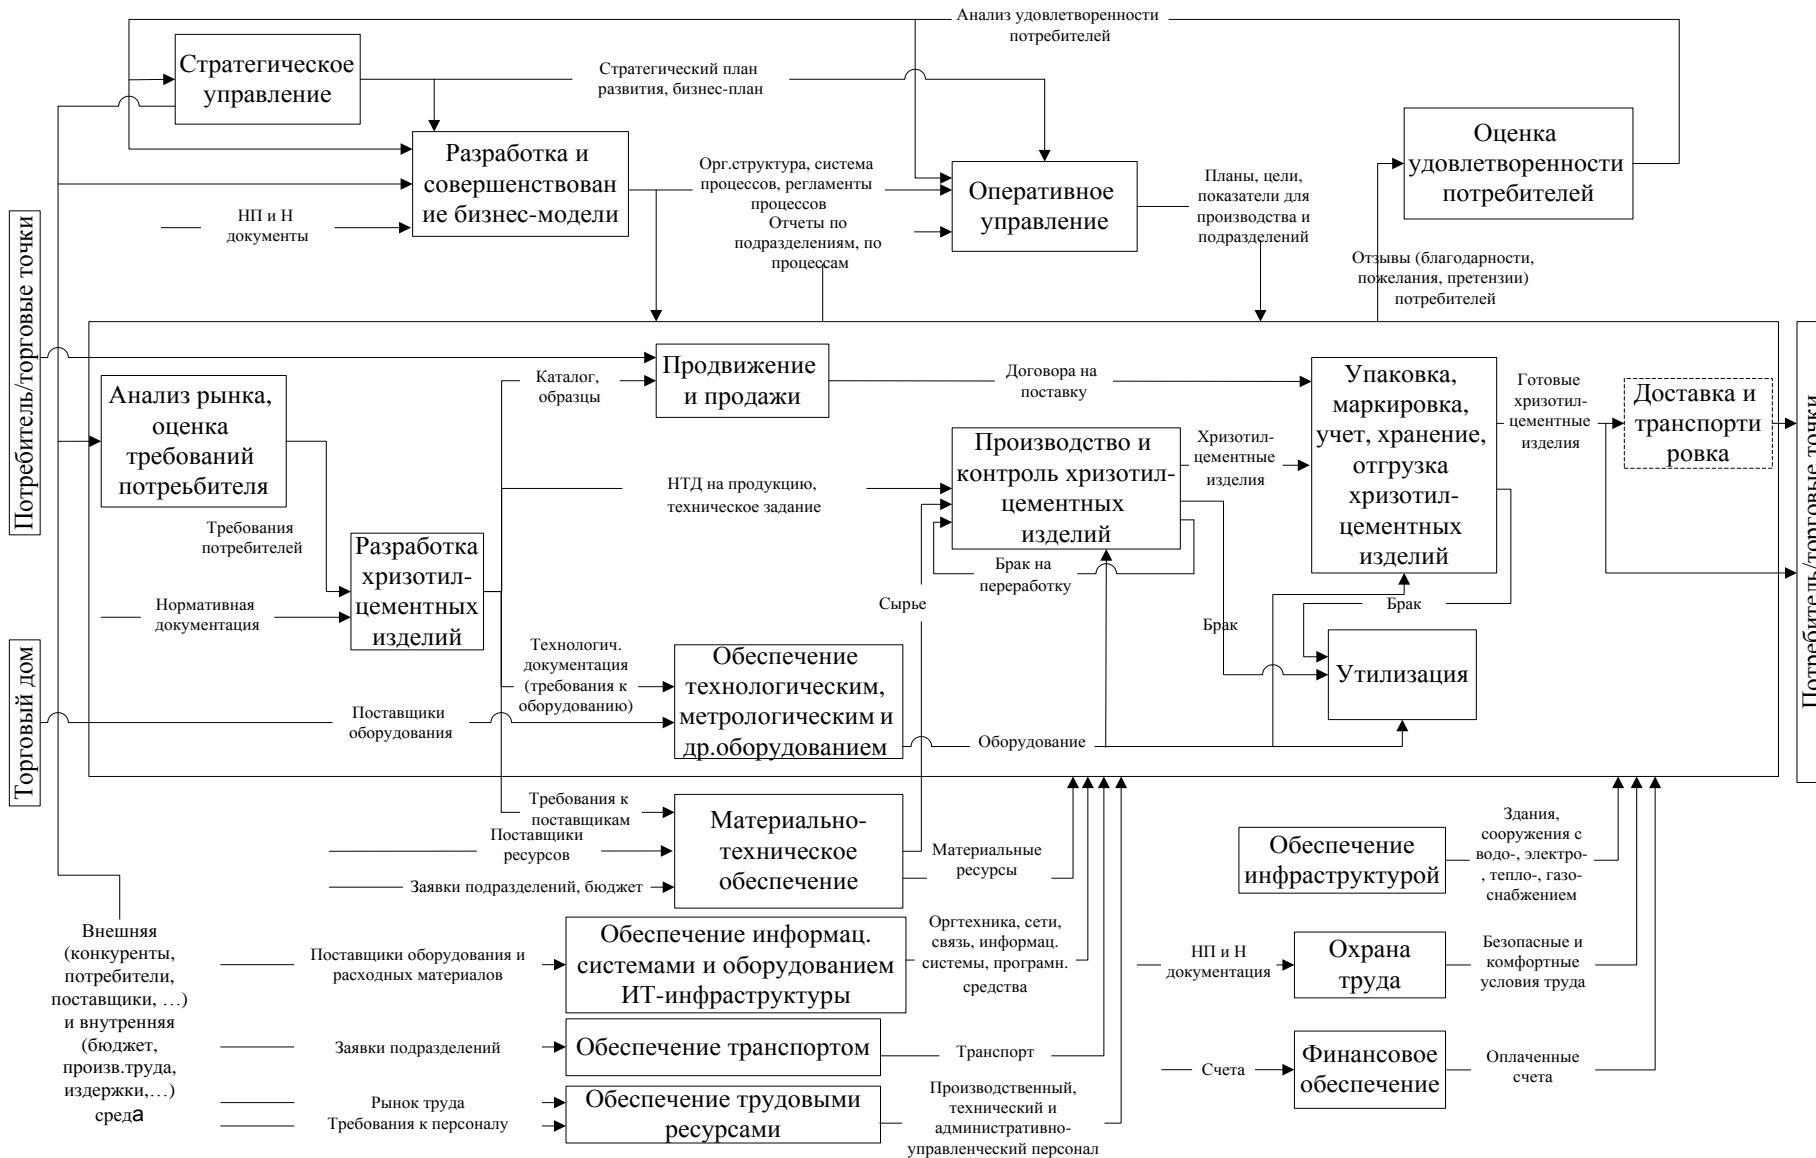 Анализ удовлетворенности
потребителей
Стратегическое
управление
Стратегический план
развития, бизнес-план
Разработка и
совершенствован
ие бизнес-модели
НП и Н
документы
Орг.структура, система
процессов, регламенты
процессов
Отчеты по
подразделениям, по
процессам
Оперативное
управление
Планы, цели,
показатели для
производства и
подразделений
Оценка
удовлетворенности
потребителей
Отзывы (благодарности,
пожелания, претензии)
потребителей
Потребитель/торговые точки
Торговый дом
Анализ рынка,
оценка
требований
потреьбителя
Требования
потребителей
Нормативная
документация
Разработка
хризотил-
цементных
изделий
Каталог,
образцы
Продвижение
и продажи
Договора на
поставку
НТД на продукцию,
техническое задание
Производство и
контроль хризотил-
цементных
изделий
Брак на
переработку
Сырье
Хризотил-
цементные
изделия
Упаковка,
маркировка,
учет, хранение,
отгрузка
хризотил-
цементных
изделий
Готовые
хризотил-
цементные
изделия
Доставка и
транспорти
ровка
Потребитель/торговые точки
Брак
Брак
Утилизация
Технологич.
документация
(требования к
оборудованию)
Поставщики
оборудования
Обеспечение
технологическим,
метрологическим и
др.оборудованием
Оборудование
Требования к
поставщикам
Поставщики
ресурсов
Заявки подразделений, бюджет
Материально-
техническое
обеспечение
Материальные
ресурсы
Обеспечение
инфраструктурой
Здания,
сооружения с
водо-, электро-
, тепло-, газо-
снабжением
Внешняя
(конкуренты,
потребители,
поставщики, …)
и внутренняя
(бюджет,
произв.труда,
издержки,…)
среда
Поставщики оборудования и
расходных материалов
Обеспечение информац.
системами и оборудованием
ИТ-инфраструктуры
Оргтехника, сети,
связь, информац.
системы, програмн.
средства
НП и Н
документация
Охрана
труда
Безопасные и
комфортные
условия труда
Заявки подразделений
Обеспечение транспортом
Транспорт
Счета
Финансовое
обеспечение
Оплаченные
счета
Рынок труда
Требования к персоналу
Обеспечение трудовыми
ресурсами
Производственный,
технический и
административно-
управленческий персонал